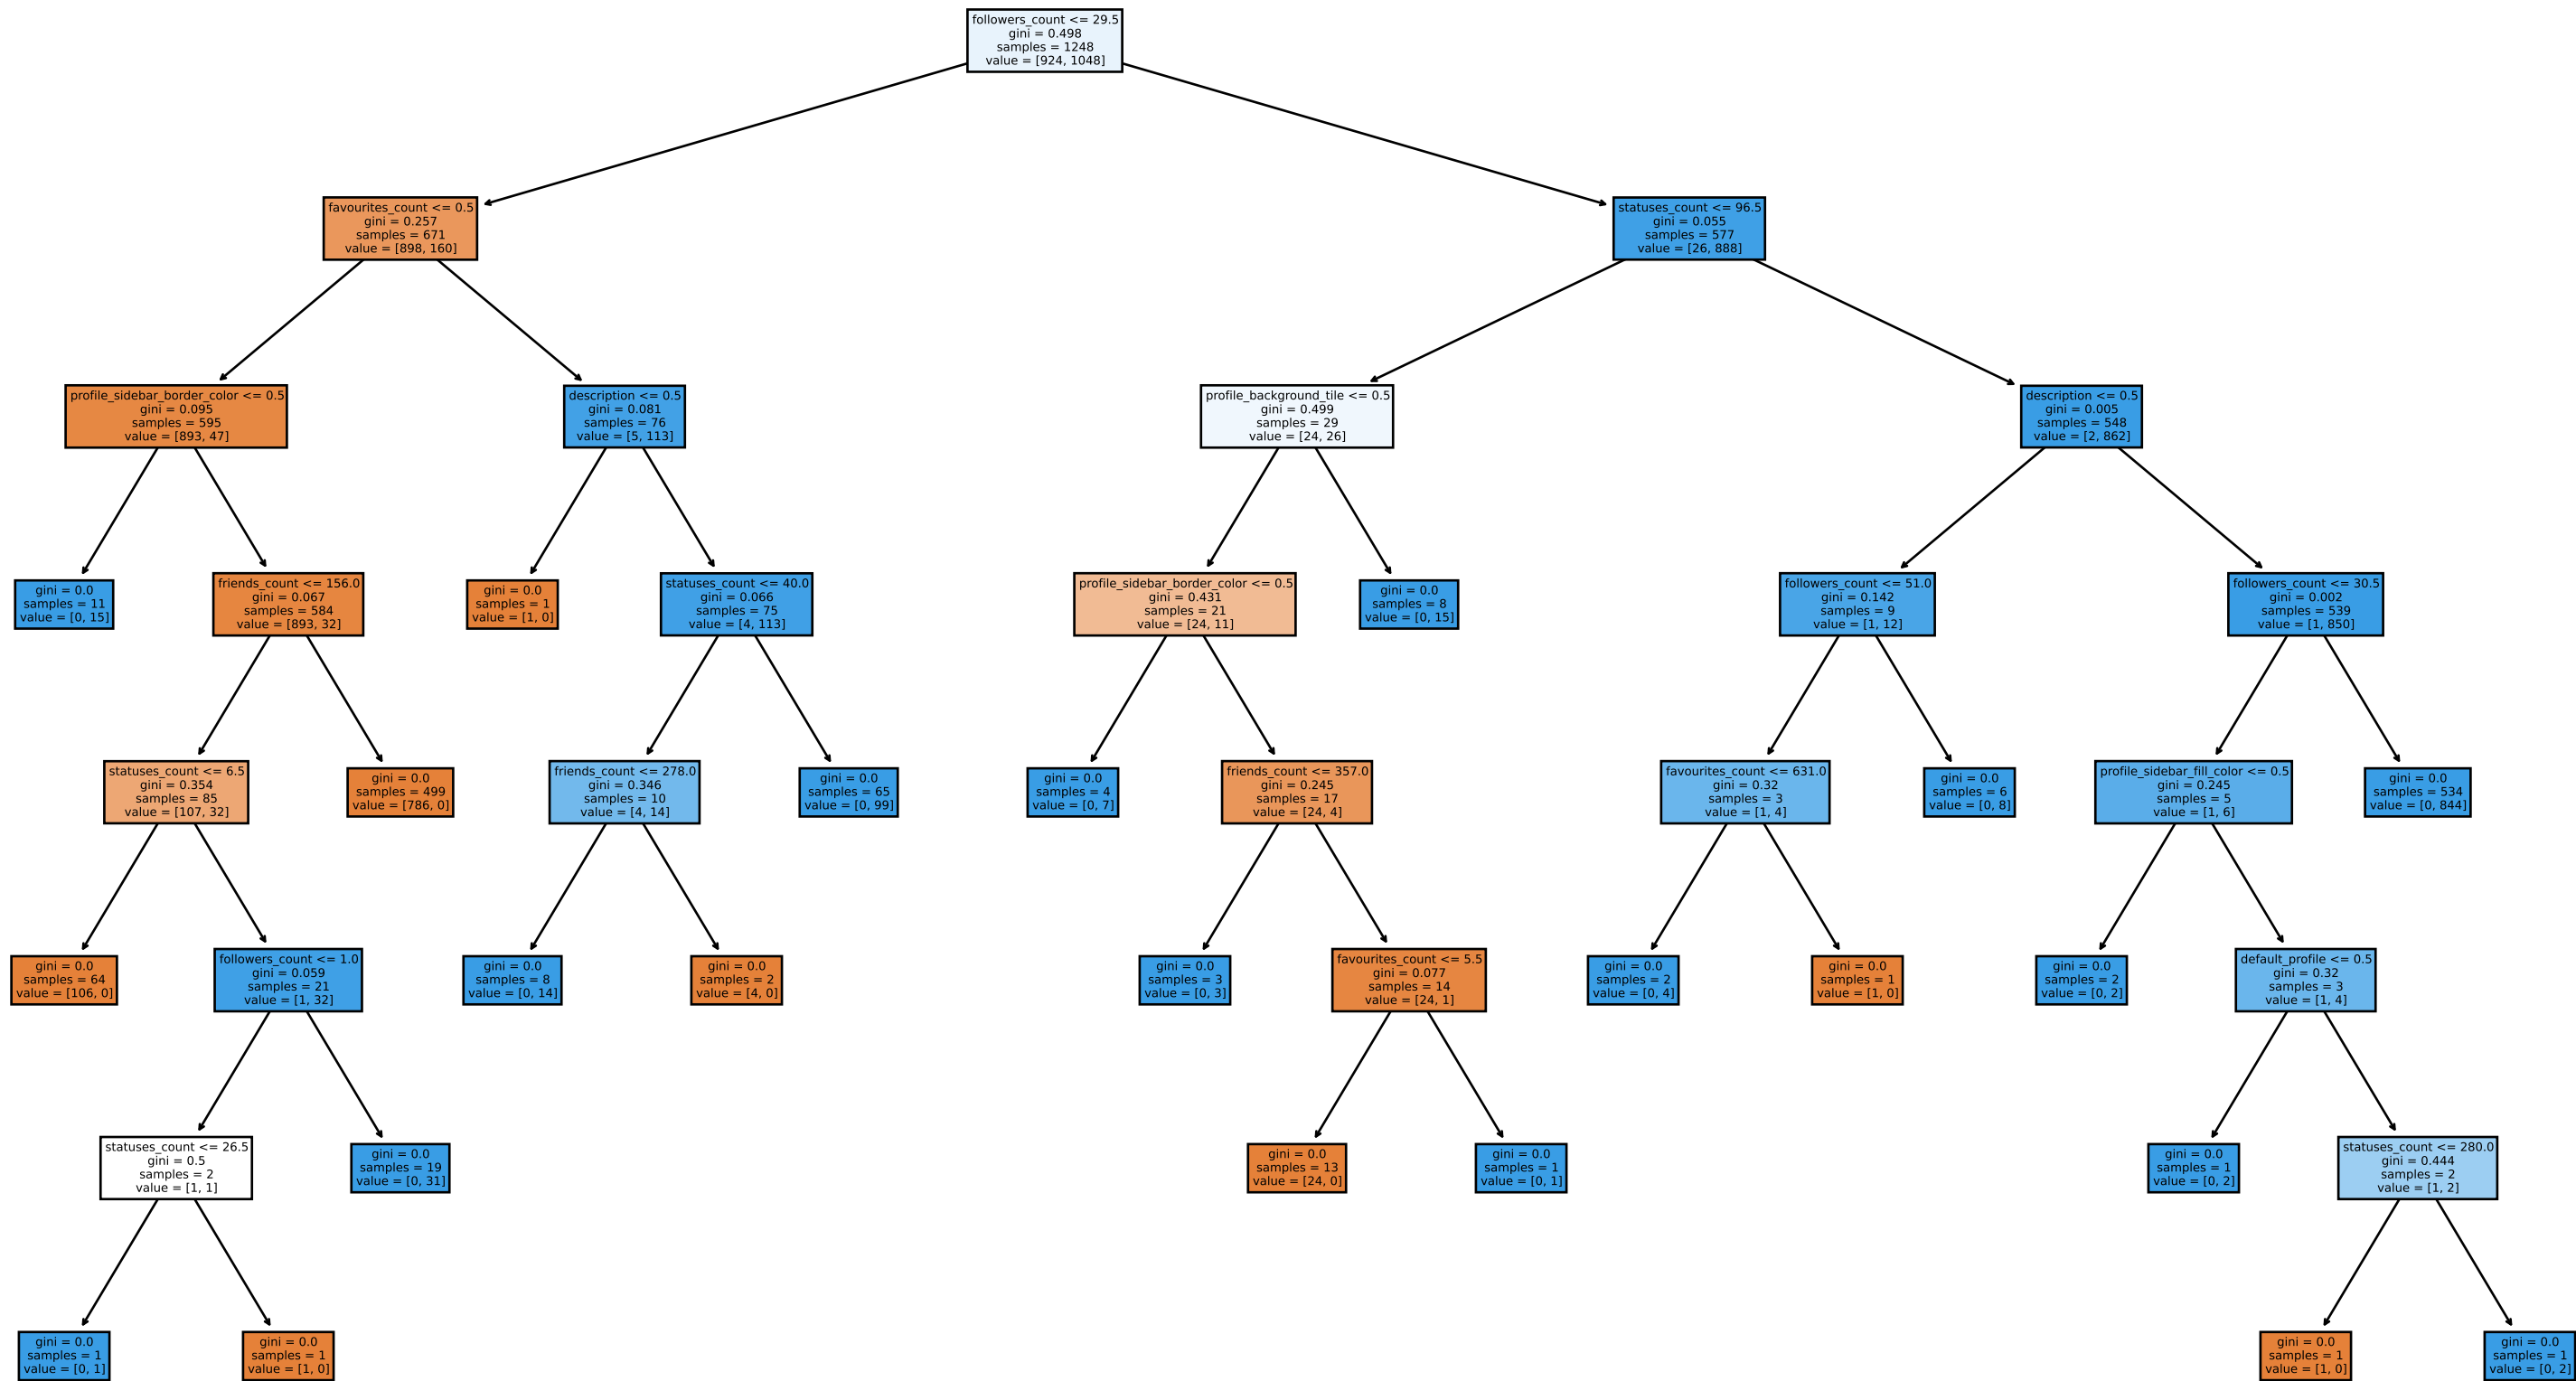 followers_count <= 29.5
gini = 0.498
samples = 1248
value = [924, 1048]
favourites_count <= 0.5
gini = 0.257
samples = 671
value = [898, 160]
statuses_count <= 96.5
gini = 0.055
samples = 577
value = [26, 888]
profile_sidebar_border_color <= 0.5
gini = 0.095
samples = 595
value = [893, 47]
description <= 0.5
gini = 0.081
samples = 76
value = [5, 113]
profile_background_tile <= 0.5
gini = 0.499
samples = 29
value = [24, 26]
description <= 0.5
gini = 0.005
samples = 548
value = [2, 862]
gini = 0.0
samples = 11
value = [0, 15]
friends_count <= 156.0
gini = 0.067
samples = 584
value = [893, 32]
gini = 0.0
samples = 1
value = [1, 0]
statuses_count <= 40.0
gini = 0.066
samples = 75
value = [4, 113]
profile_sidebar_border_color <= 0.5
gini = 0.431
samples = 21
value = [24, 11]
gini = 0.0
samples = 8
value = [0, 15]
followers_count <= 51.0
gini = 0.142
samples = 9
value = [1, 12]
followers_count <= 30.5
gini = 0.002
samples = 539
value = [1, 850]
statuses_count <= 6.5
gini = 0.354
samples = 85
value = [107, 32]
gini = 0.0
samples = 499
value = [786, 0]
friends_count <= 278.0
gini = 0.346
samples = 10
value = [4, 14]
gini = 0.0
samples = 65
value = [0, 99]
gini = 0.0
samples = 4
value = [0, 7]
friends_count <= 357.0
gini = 0.245
samples = 17
value = [24, 4]
favourites_count <= 631.0
gini = 0.32
samples = 3
value = [1, 4]
gini = 0.0
samples = 6
value = [0, 8]
profile_sidebar_fill_color <= 0.5
gini = 0.245
samples = 5
value = [1, 6]
gini = 0.0
samples = 534
value = [0, 844]
gini = 0.0
samples = 64
value = [106, 0]
followers_count <= 1.0
gini = 0.059
samples = 21
value = [1, 32]
gini = 0.0
samples = 8
value = [0, 14]
gini = 0.0
samples = 2
value = [4, 0]
gini = 0.0
samples = 3
value = [0, 3]
favourites_count <= 5.5
gini = 0.077
samples = 14
value = [24, 1]
gini = 0.0
samples = 2
value = [0, 4]
gini = 0.0
samples = 1
value = [1, 0]
gini = 0.0
samples = 2
value = [0, 2]
default_profile <= 0.5
gini = 0.32
samples = 3
value = [1, 4]
statuses_count <= 26.5
gini = 0.5
samples = 2
value = [1, 1]
gini = 0.0
samples = 19
value = [0, 31]
gini = 0.0
samples = 13
value = [24, 0]
gini = 0.0
samples = 1
value = [0, 1]
gini = 0.0
samples = 1
value = [0, 2]
statuses_count <= 280.0
gini = 0.444
samples = 2
value = [1, 2]
gini = 0.0
samples = 1
value = [0, 1]
gini = 0.0
samples = 1
value = [1, 0]
gini = 0.0
samples = 1
value = [1, 0]
gini = 0.0
samples = 1
value = [0, 2]